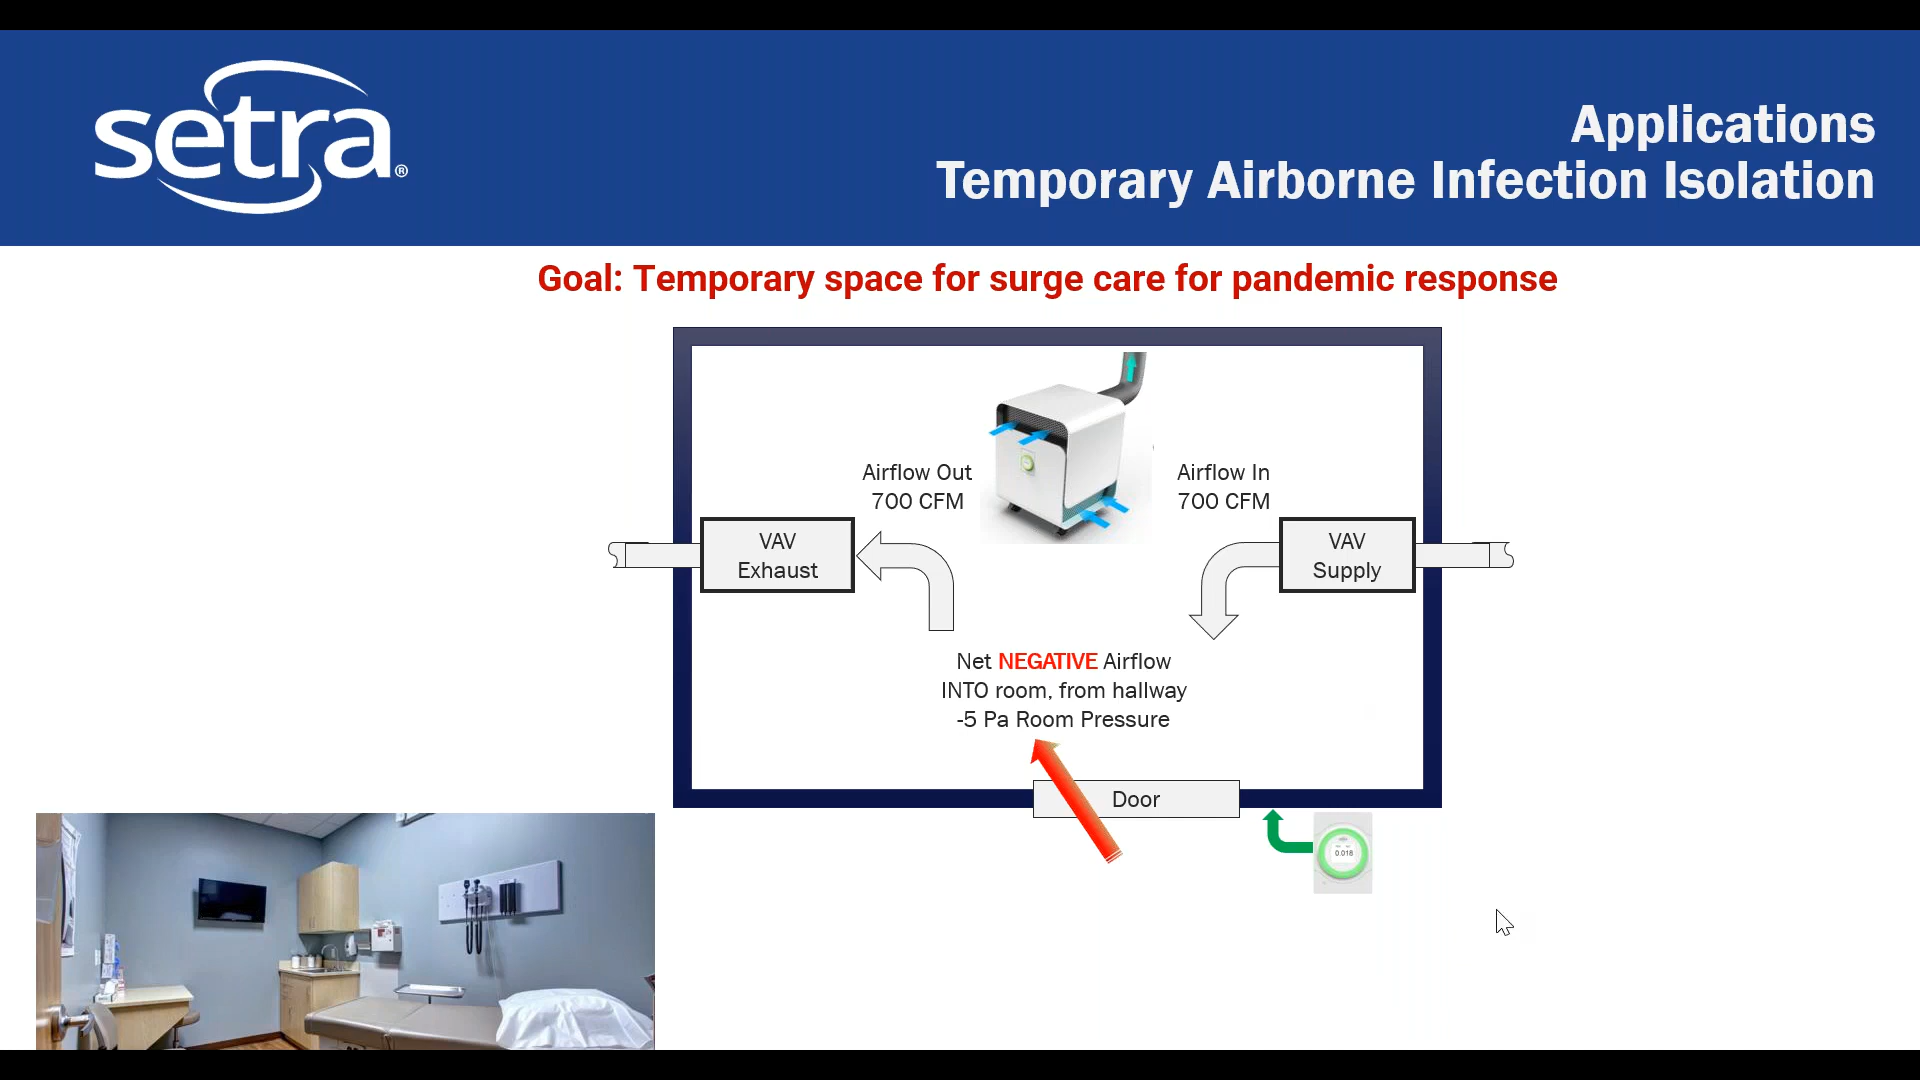 setra®
Applications
Temporary Airborne Infection Isolation
Goal: Temporary space for surge care for pandemic response
Airflow Out
700 CFM
Airflow In
700 CFM
VAV
Exhaust
VAV
Supply
Net NEGATIVE Airflow
INTO room, from hallway
-5 Pa Room Pressure
Door
0.018